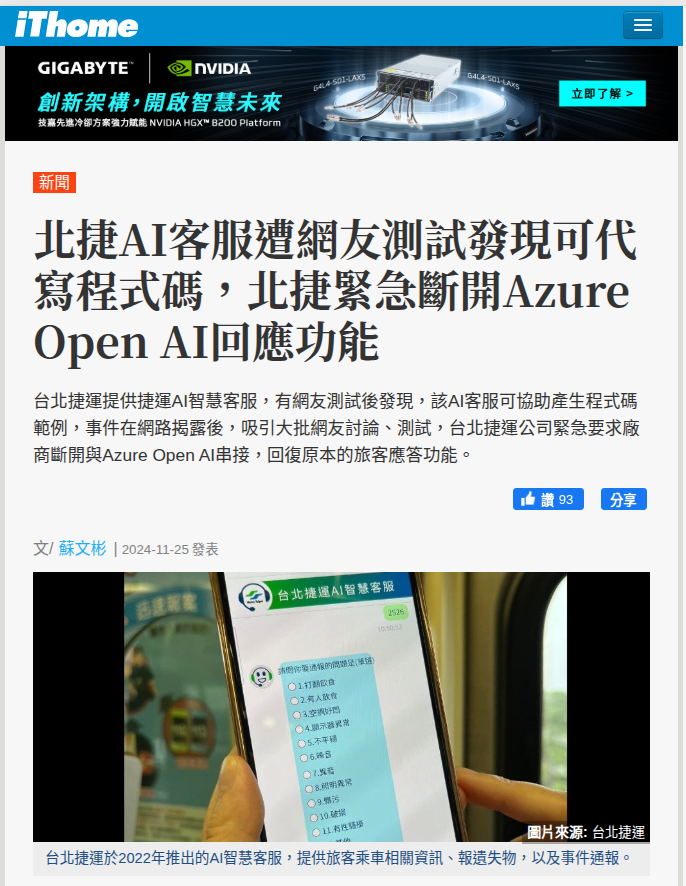 iThome
GIGABYTE™ NVIDIA
創新架構，開啟智慧未來
技嘉先進冷卻方案強力賦能 NVIDIA HGX™ B200 Platform
G4L4-SD1-LAX5
G4L4-SD1-LAX5
立即了解 >
新聞
北捷AI客服遭網友測試發現可代
寫程式碼，北捷緊急斷開Azure
Open AI回應功能
台北捷運提供捷運AI智慧客服，有網友測試後發現，該AI客服可協助產生程式碼
範例，事件在網路揭露後，吸引大批網友討論、測試，台北捷運公司緊急要求廠
商斷開與Azure Open AI串接，回復原本的旅客應答功能。
讚 93
分享
文/ 蘇文彬 | 2024-11-25 發表
台北捷運AI智慧客服
2526
請問你要通報的問題是(單選)
1.打翻飲食
2.有人飲食
3.空調好悶
4.顯示器異常
5.不平穩
6.噪音
7.異藍
8.照明異常
9.髒污
10.破損
11.有性騷擾
圖片來源: 台北捷運
台北捷運於2022年推出的AI智慧客服，提供旅客乘車相關資訊、報遺失物，以及事件通報。